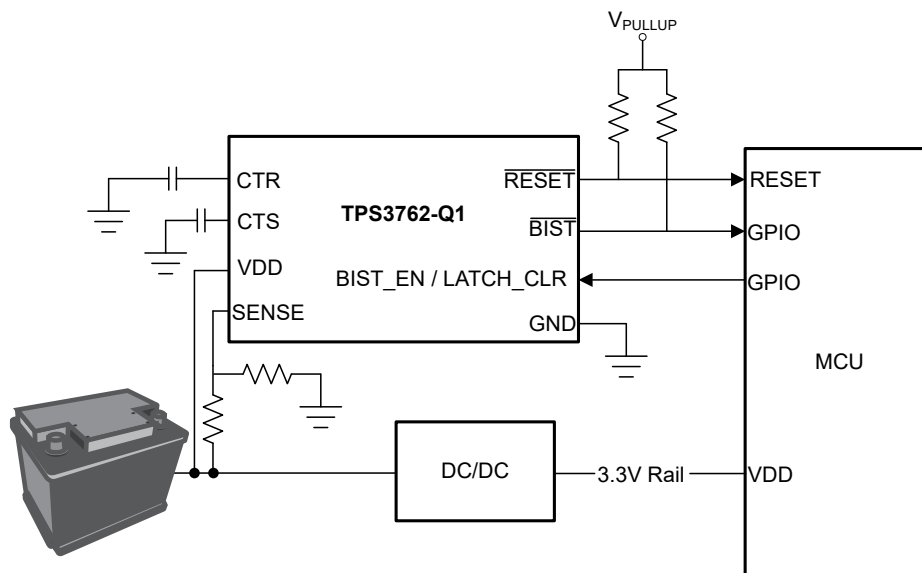 VPULLUP
CTR
RESET
RESET
CTS
TPS3762-Q1
BIST
GPIO
VDD
BIST_EN / LATCH_CLR
GPIO
SENSE
GND
MCU
DC/DC
3.3V Rail
VDD